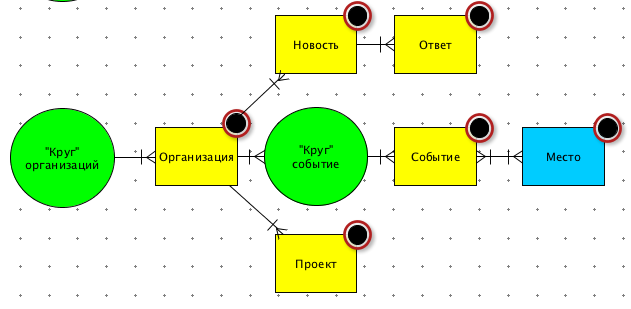 Новость
Ответ
"Круг"
организаций
Организация
"Круг"
событие
Событие
Место
Проект